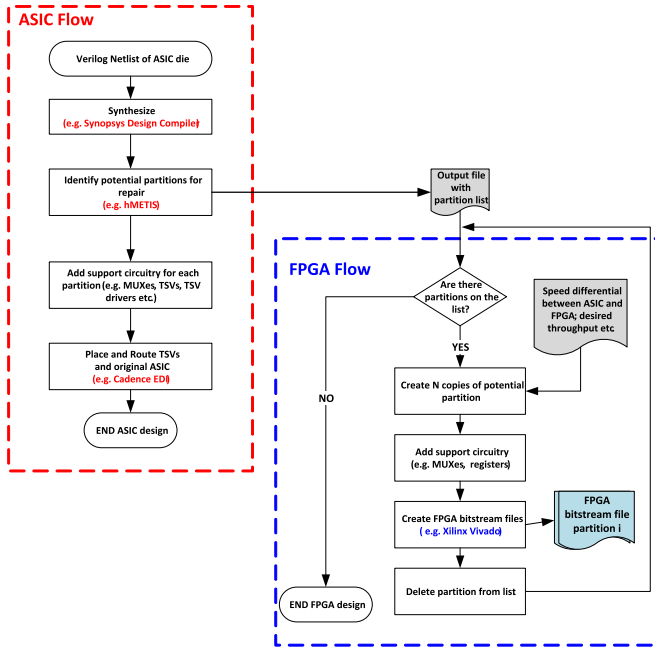 ASIC Flow
Verilog Netlist of ASIC die
Synthesize
(e.g. Synopsys Design Compiler)
Identify potential partitions for
repair
(e.g. hMETIS)
Add support circuitry for each
partition (e.g. MUXes, TSVs, TSV
drivers etc.)
Place and Route TSVs
and original ASIC
(e.g. Cadence EDI)
END ASIC design
Output file
with
partition list
FPGA Flow
Are there
partitions on the
list?
Speed differential
between ASIC and
FPGA; desired
throughput etc
YES
NO
Create N copies of potential
partition
Add support circuitry
(e.g. MUXes, registers)
Create FPGA bitstream files
( e.g. Xilinx Vivado)
FPGA
bitstream file
partition i
Delete partition from list
END FPGA design